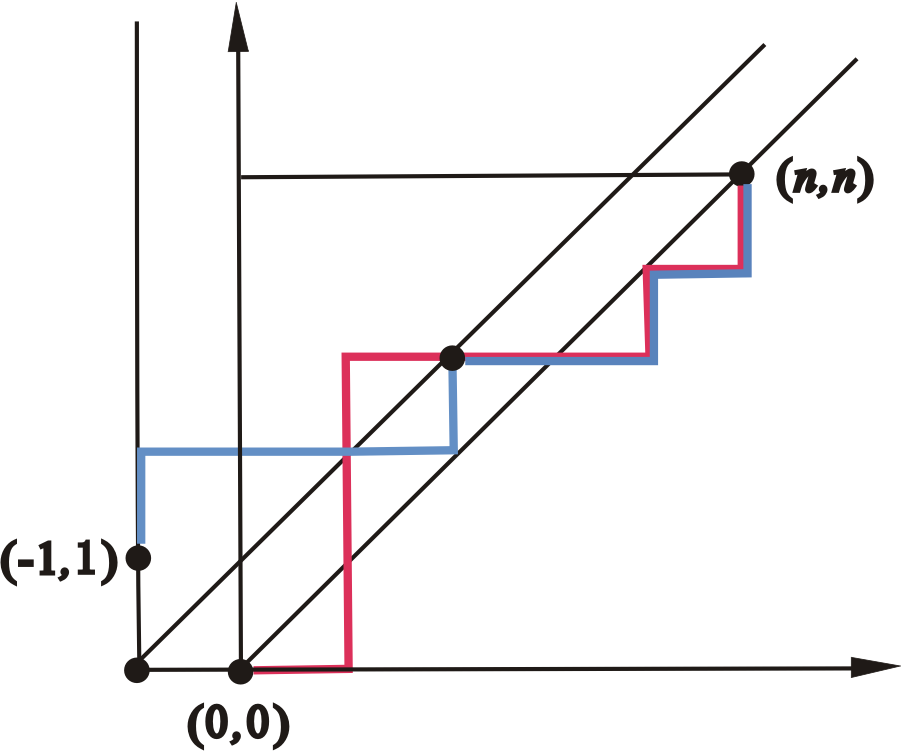 (n,n)
(-1,1)
(0,0)